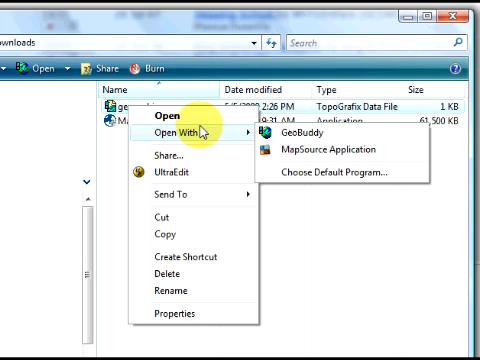 ownloads
Search
Open
Share
Burn
Name
Date modified
Type
Size
2:26 PM
TopoGrafix Data File
1 KB
9:31 AM
Application
61,500 KB
Open
Open With
GeoBuddy
MapSource Application
Choose Default Program...
Share...
UltraEdit
Send To
Cut
Copy
Create Shortcut
Delete
Rename
Properties